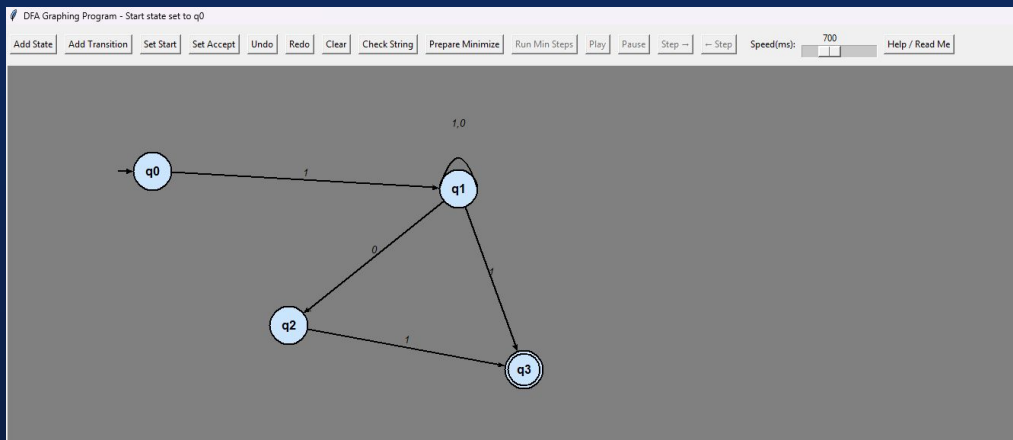 DFA Graphing Program - Start state set to q0
Add State Add Transition Set Start Set Accept Undo Redo Clear Check String Prepare Minimize Run Min Steps Play Pause Step → ← Step Speed(ms): 700 Help / Read Me
1,0
q0
1
q1
0
1
q2
1
q3